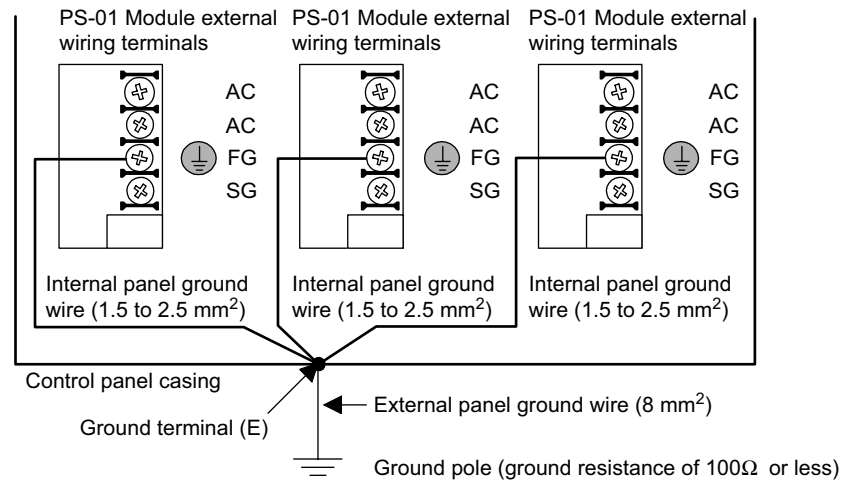 PS-01 Module external
wiring terminals
PS-01 Module external
wiring terminals
PS-01 Module external
wiring terminals
AC
AC
FG
SG
AC
AC
FG
SG
AC
AC
FG
SG
Internal panel ground
wire (1.5 to 2.5 mm²)
Internal panel ground
wire (1.5 to 2.5 mm²)
Internal panel ground
wire (1.5 to 2.5 mm²)
Control panel casing
Ground terminal (E)
External panel ground wire (8 mm²)
Ground pole (ground resistance of 100Ω or less)